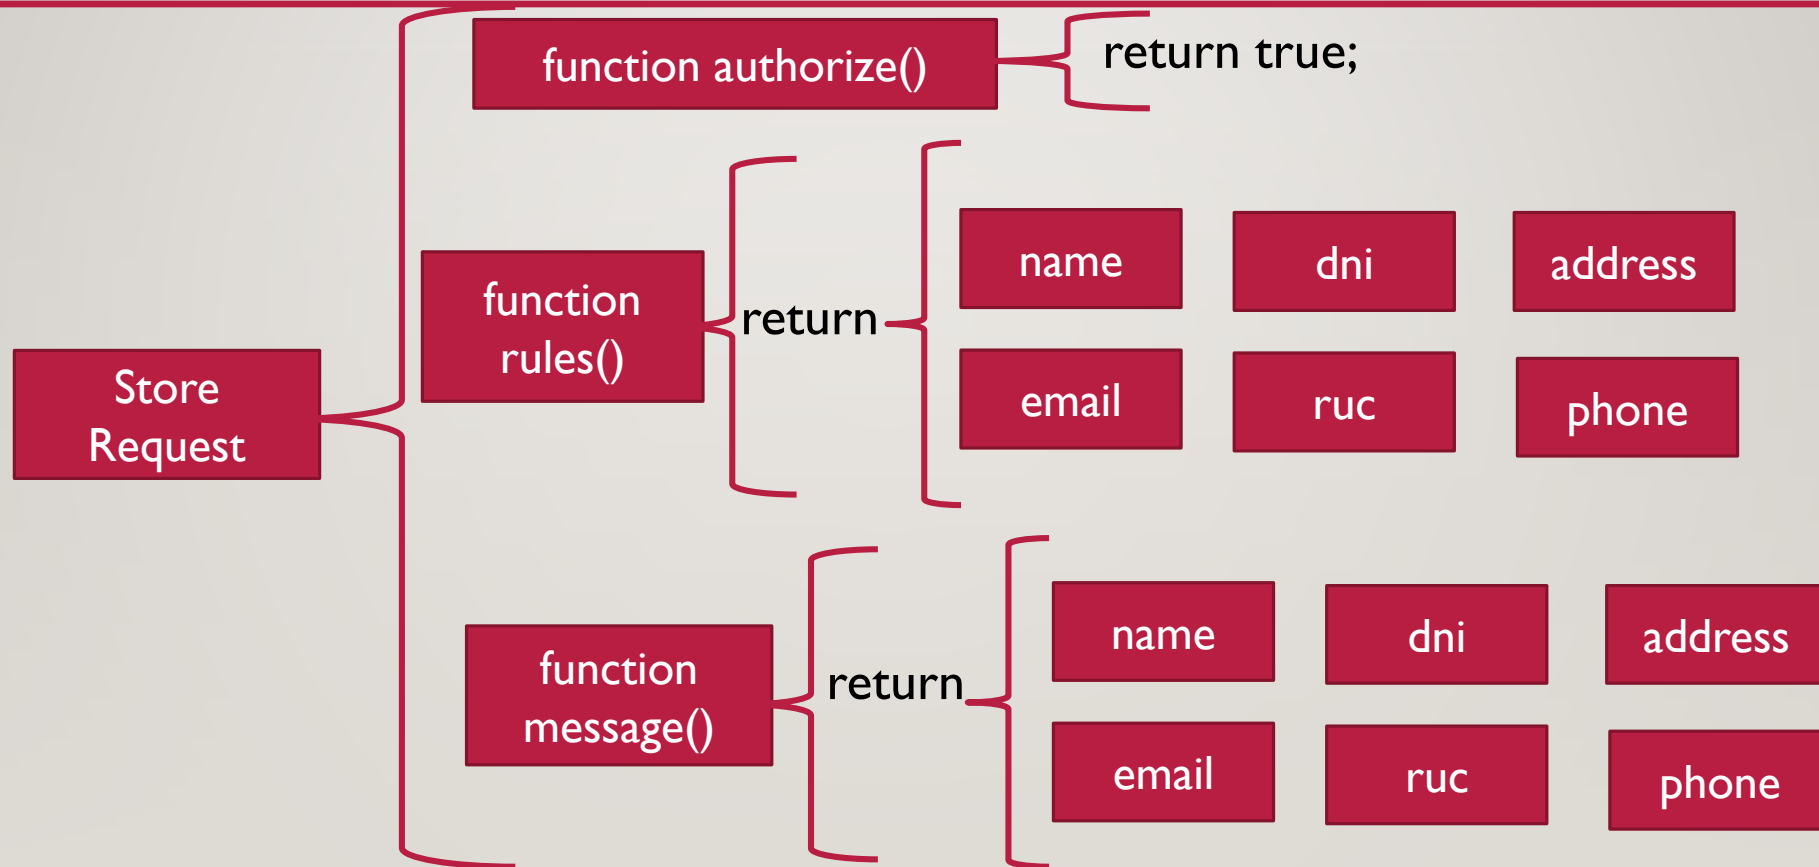 Store
Request
function authorize()
return true;
function
rules()
return
name
dni
address
email
ruc
phone
function
message()
return
name
dni
address
email
ruc
phone